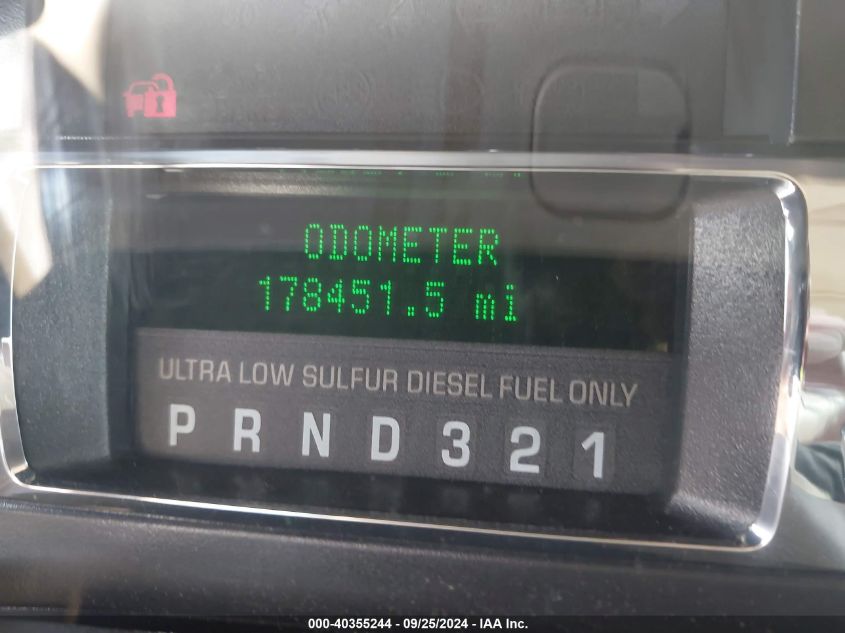 ODOMETER
178451.5 mi
ULTRA LOW SULFUR DIESEL FUEL ONLY
P R N D 3 2 1
000-40355244 - 09/25/2024 - IAA Inc.